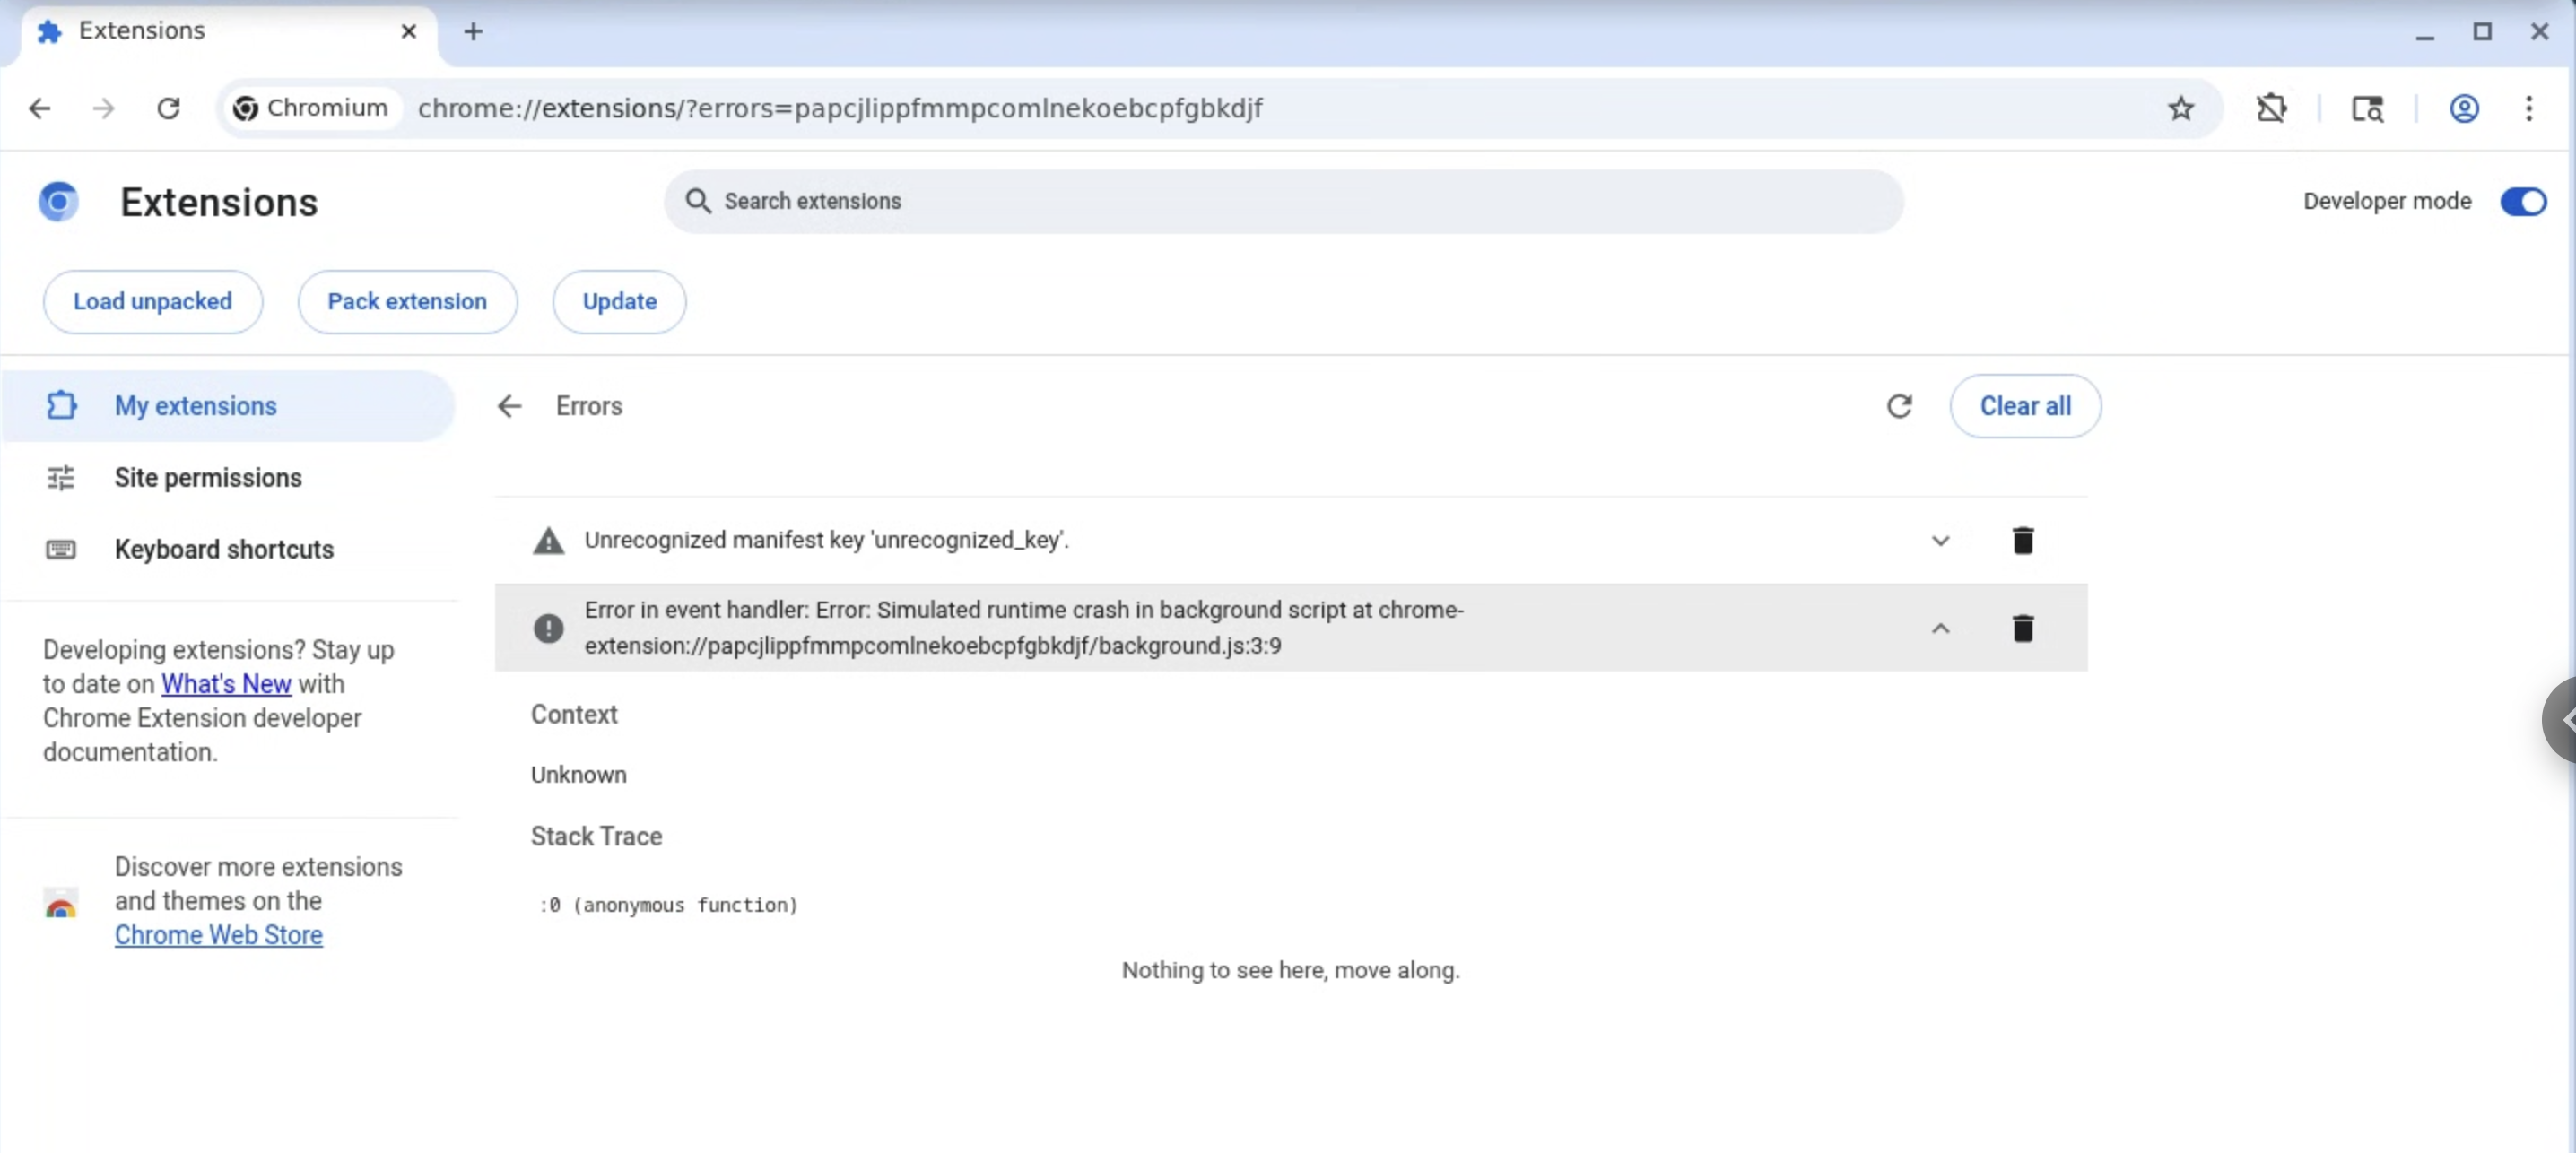 Extensions
Chromium
chrome://extensions/?errors=papcjlippfmmpcomlnekoebcpfgbkdjf
Extensions
Search extensions
Developer mode
Load unpacked
Pack extension
Update
My extensions
Site permissions
Keyboard shortcuts
Developing extensions? Stay up
to date on What's New with
Chrome Extension developer
documentation.
Discover more extensions
and themes on the
Chrome Web Store
Errors
Clear all
Unrecognized manifest key 'unrecognized_key'.
Error in event handler: Error: Simulated runtime crash in background script at chrome-
extension://papcjlippfmmpcomlnekoebcpfgbkdjf/background.js:3:9
Context
Unknown
Stack Trace
:0 (anonymous function)
Nothing to see here, move along.